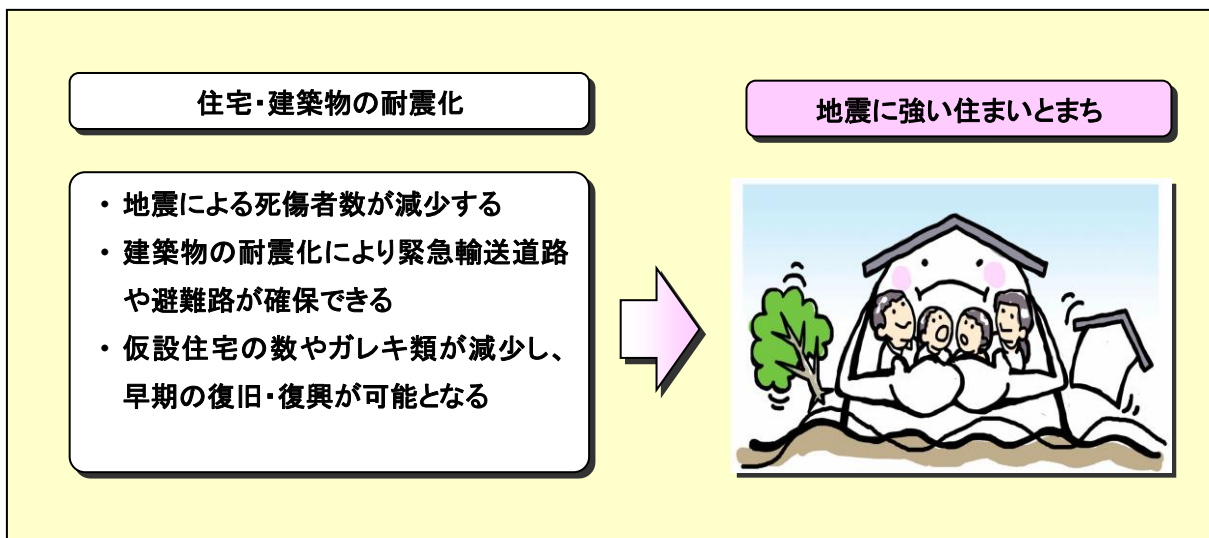 住宅・建築物の耐震化
・ 地震による死傷者数が減少する
・ 建築物の耐震化により緊急輸送道路
や避難路が確保できる
・ 仮設住宅の数やガレキ類が減少し、
早期の復旧・復興が可能となる
地震に強い住まいとまち